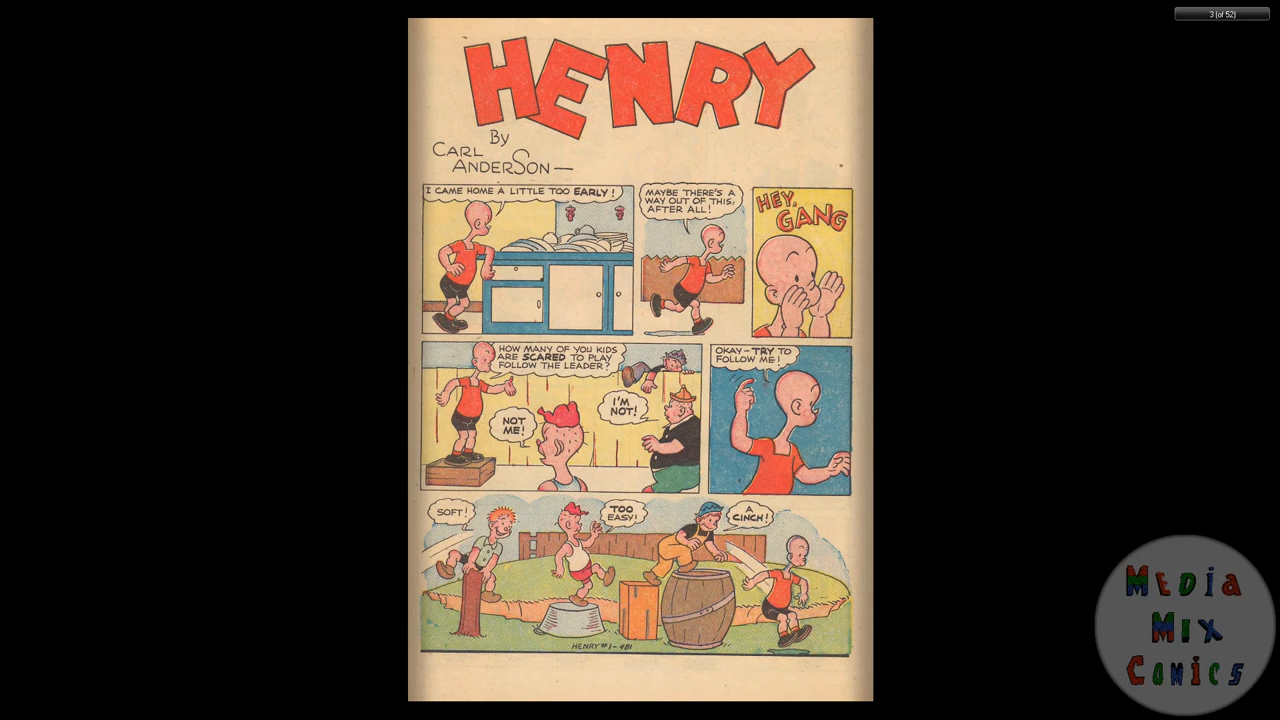 3 (of 52)
HENRY
By
CARL
ANDERSON—
I CAME HOME A LITTLE TOO EARLY!
MAYBE THERE'S A
WAY OUT OF THIS,
AFTER ALL!
HEY,
GANG
HOW MANY OF YOU KIDS
ARE SCARED TO PLAY
FOLLOW THE LEADER?
NOT
ME!
I'M
NOT!
OKAY-TRY TO
FOLLOW ME!
SOFT!
TOO
EASY!
A
CINCH!
HENRY #1-481
MEDiA
MiX
CoMiCS